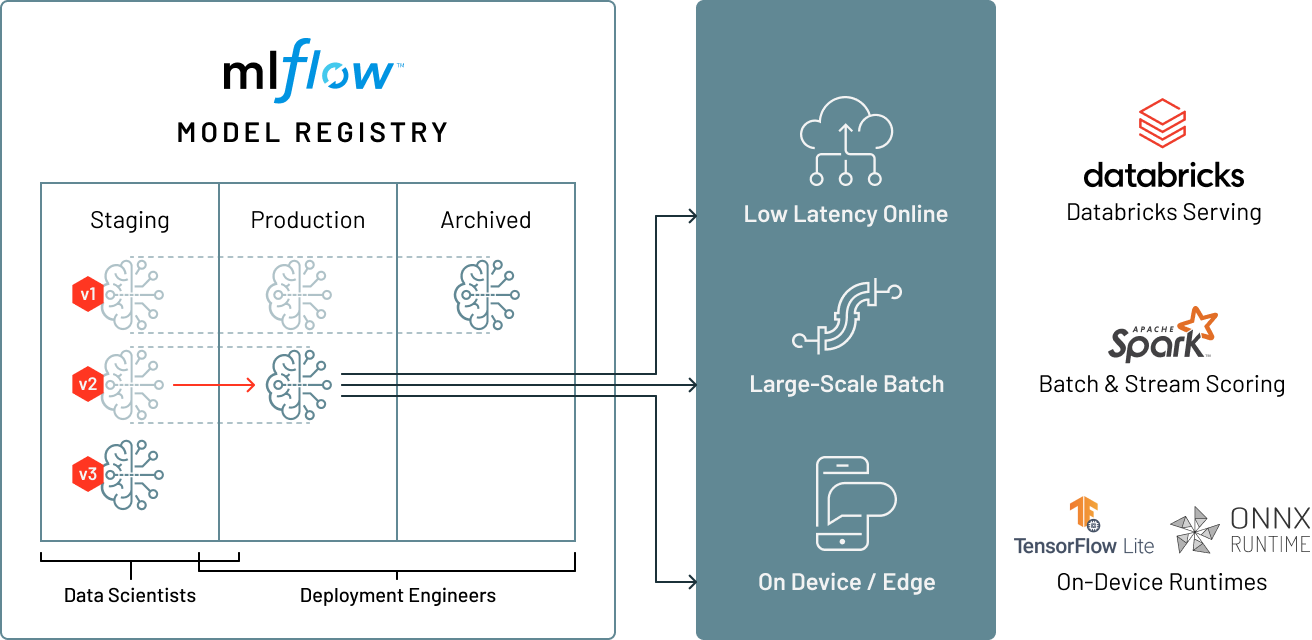 mlflow™
MODEL REGISTRY
Staging
Production
Archived
v1
v2
v3
Data Scientists
Deployment Engineers
Low Latency Online
Large-Scale Batch
On Device / Edge
databricks
Databricks Serving
APACHE
Spark™
Batch & Stream Scoring
TensorFlow Lite
ONNX
RUNTIME
On-Device Runtimes